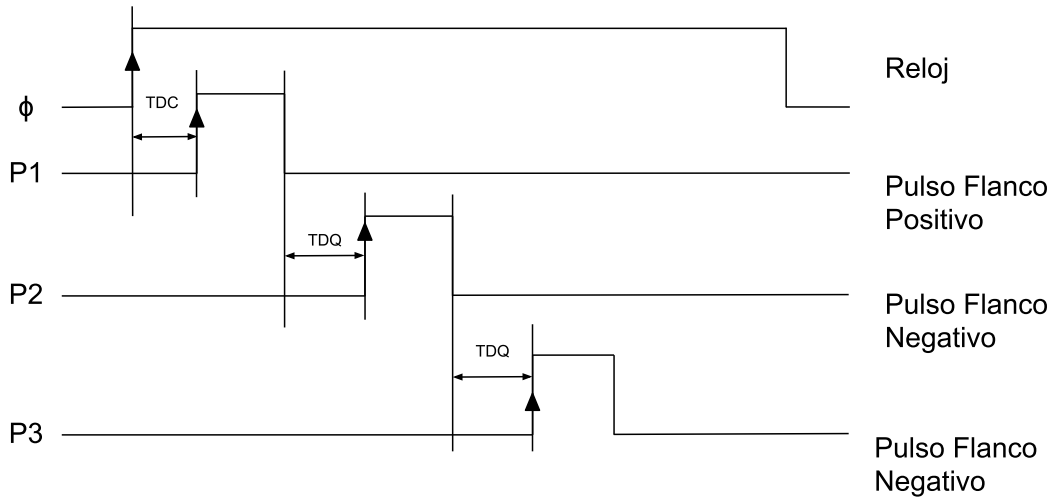 Reloj
TDC
ϕ
P1
Pulso Flanco
Positivo
TDQ
P2
Pulso Flanco
Negativo
TDQ
P3
Pulso Flanco
Negativo